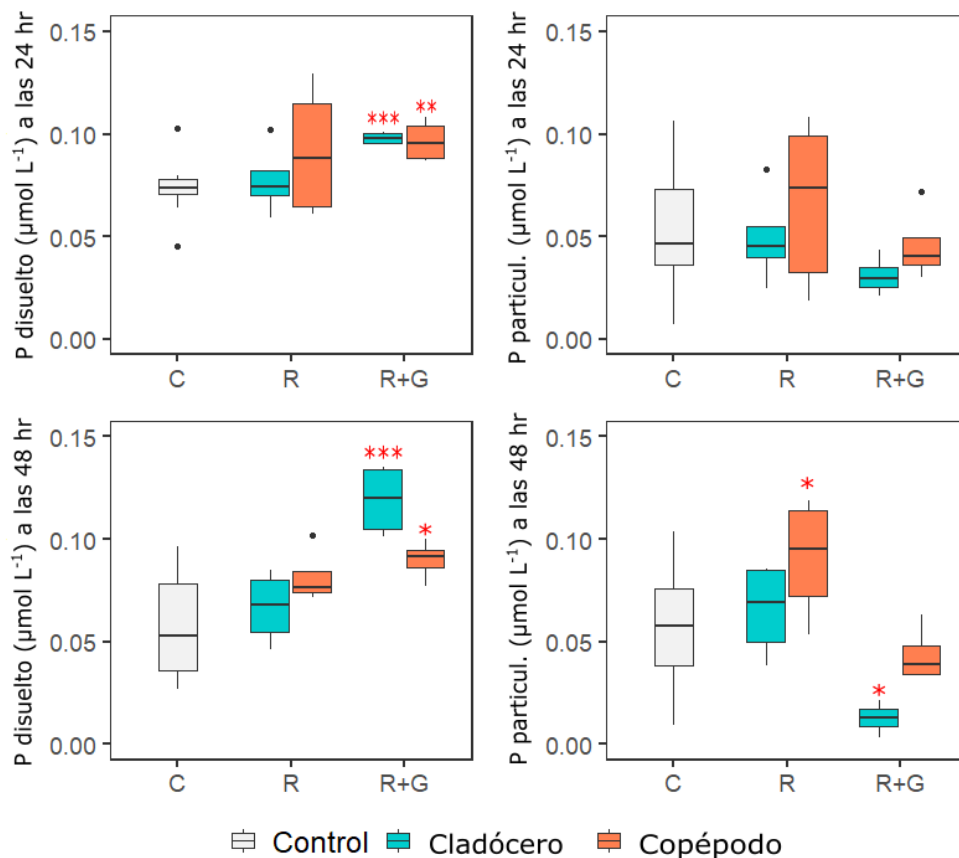 P disuelto (µmol L⁻¹) a las 24 hr
0.15
0.10
0.05
0.00
*** **
C R R+G
P particul. (µmol L⁻¹) a las 24 hr
0.15
0.10
0.05
0.00
C R R+G
P disuelto (µmol L⁻¹) a las 48 hr
0.15
0.10
0.05
0.00
*** *
C R R+G
P particul. (µmol L⁻¹) a las 48 hr
0.15
0.10
0.05
0.00
* *
C R R+G
Control Cladócero Copépodo